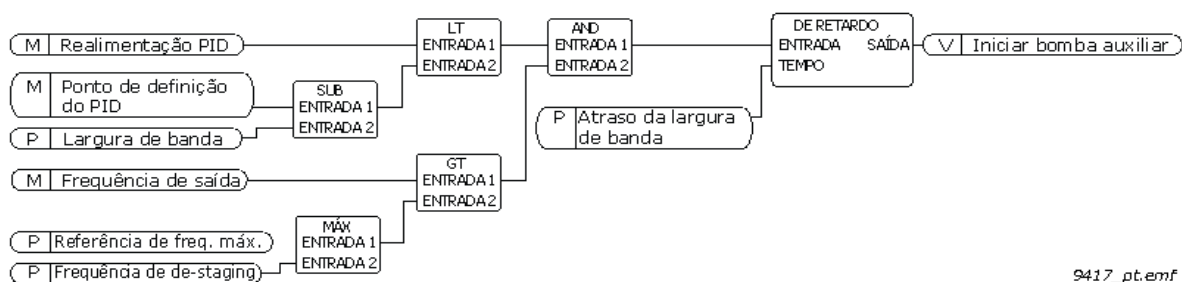 LT
M Realimentação PID
ENTRADA 1
ENTRADA 2
AND
ENTRADA 1
ENTRADA 2
DE RETARDO
ENTRADA SAÍDA
TEMPO
V Iniciar bomba auxiliar
M Ponto de definição
do PID
SUB
ENTRADA 1
ENTRADA 2
P Largura de banda
P Atraso da largura
de banda
M Frequência de saída
GT
ENTRADA 1
ENTRADA 2
P Referência de freq. máx.
MÁX
ENTRADA 1
ENTRADA 2
P Frequência de de-staging
9417_pt.emf